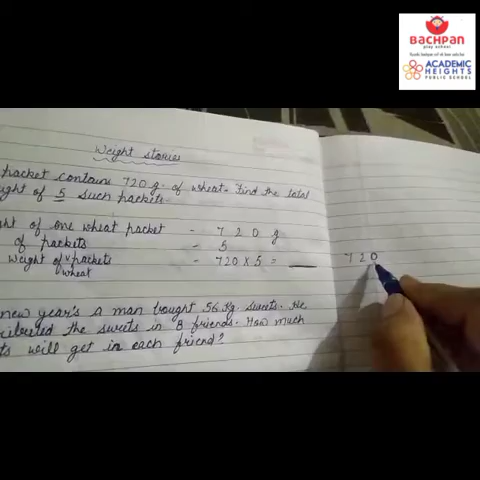 BACHPAN
play school
ACADEMIC
HEIGHTS
PUBLIC SCHOOL
Weight stories
packet contains 720 g. of wheat. Find the total
ght of 5 such packets.
ht of one wheat packet - 7 2 0 g
of packets - 5
Weight of packets - 720 x 5 = ____
wheat
7 2 0
new year's a man bought 56 Kg sweets. He
tributed the sweets in 8 friends. How much
ts will get in each friend?